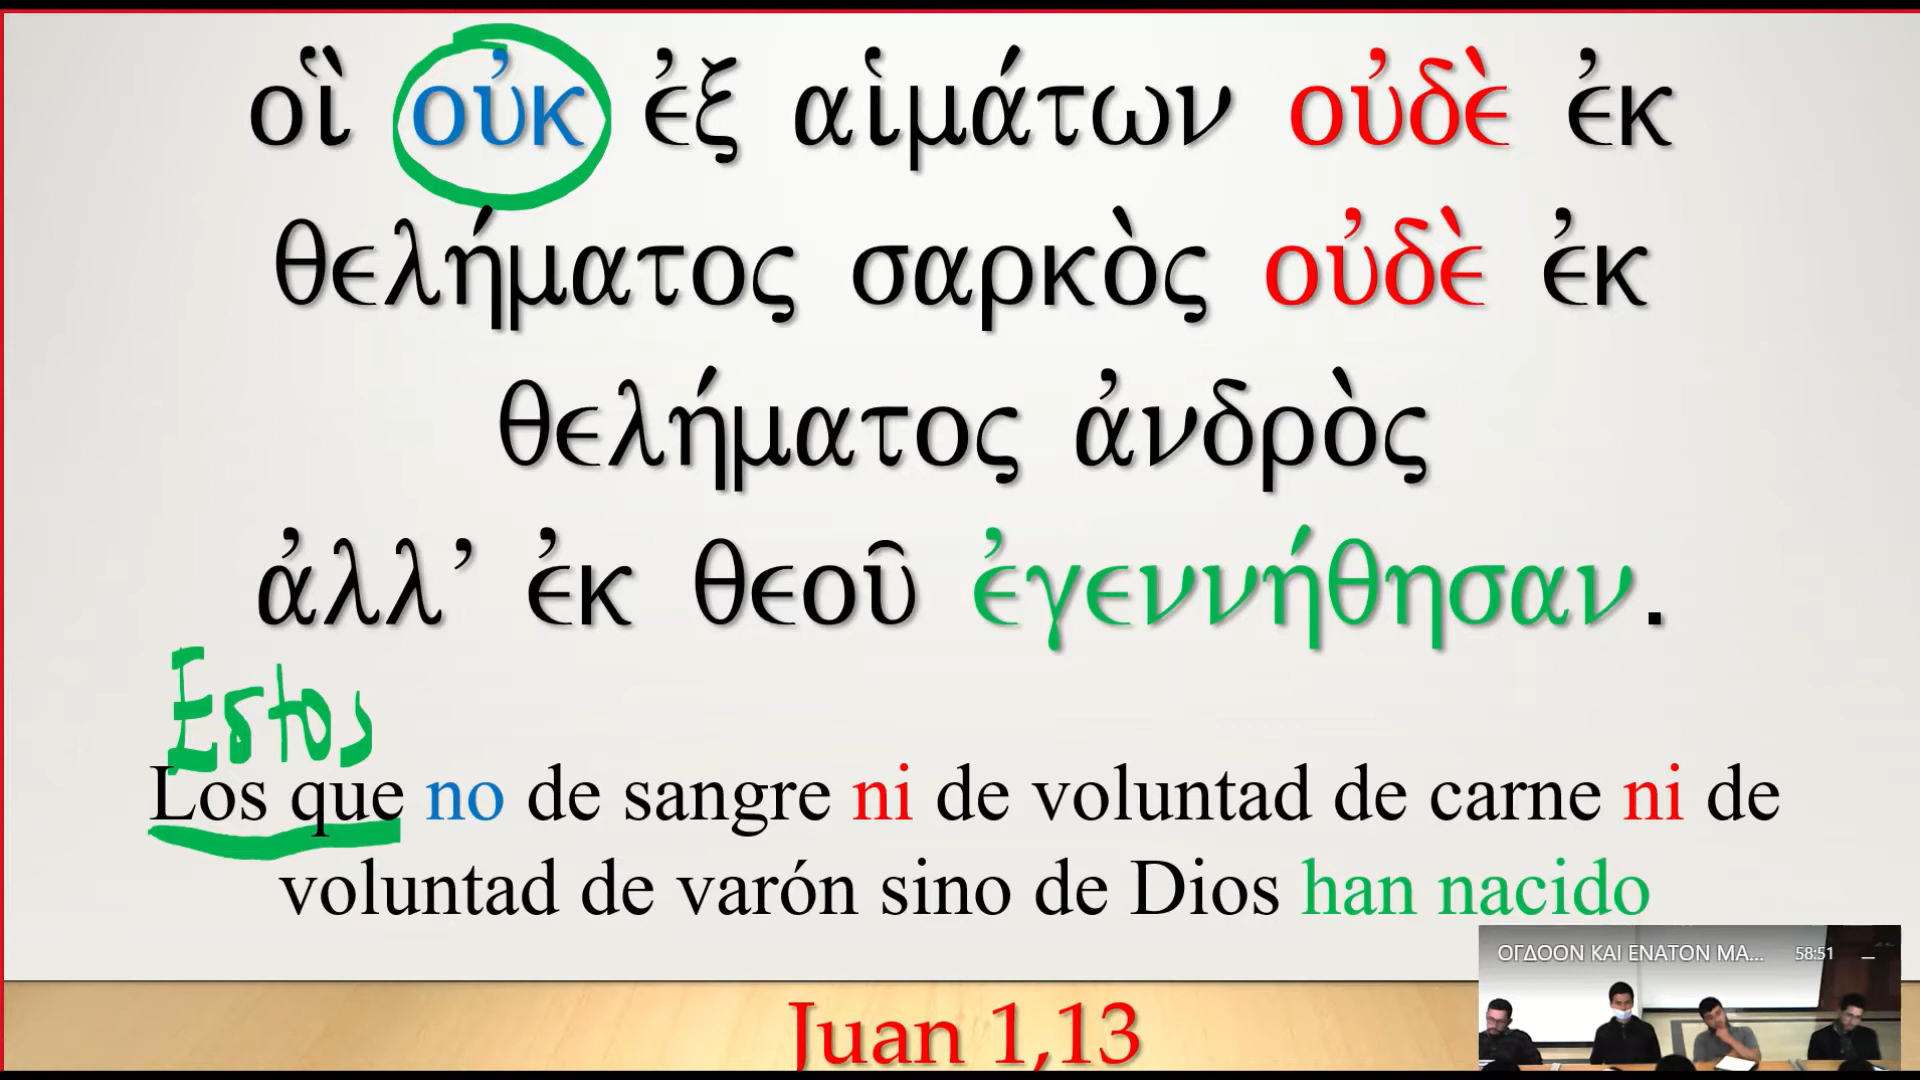 οἳ οὐκ ἐξ αἱμάτων οὐδὲ ἐκ
θελήματος σαρκὸς οὐδὲ ἐκ
θελήματος ἀνδρὸς
ἀλλ’ ἐκ θεοῦ ἐγεννήθησαν.
Estos
Los que no de sangre ni de voluntad de carne ni de
voluntad de varón sino de Dios han nacido
ΟΓΔΟΟΝ ΚΑΙ ΕΝΑΤΟΝ ΜΑ... 58:51
Juan 1,13